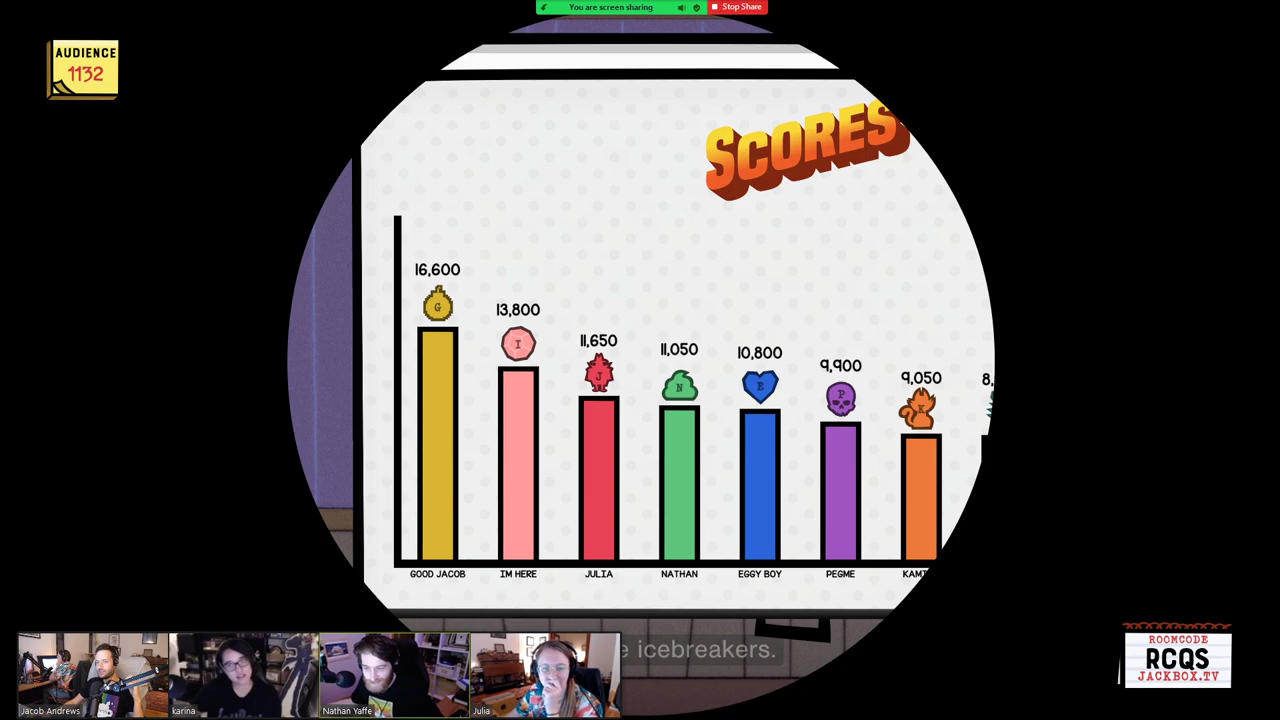 You are screen sharing
Stop Share
AUDIENCE
1132
SCORES
16,600
G
13,800
I
11,650
J
11,050
N
10,800
E
9,900
P
9,050
K
8,
GOOD JACOB
IM HERE
JULIA
NATHAN
EGGY BOY
PEGME
icebreakers.
ROOMCODE
RCQS
JACKBOX.TV
Jacob Andrews
karina
Nathan Yaffe
Julia